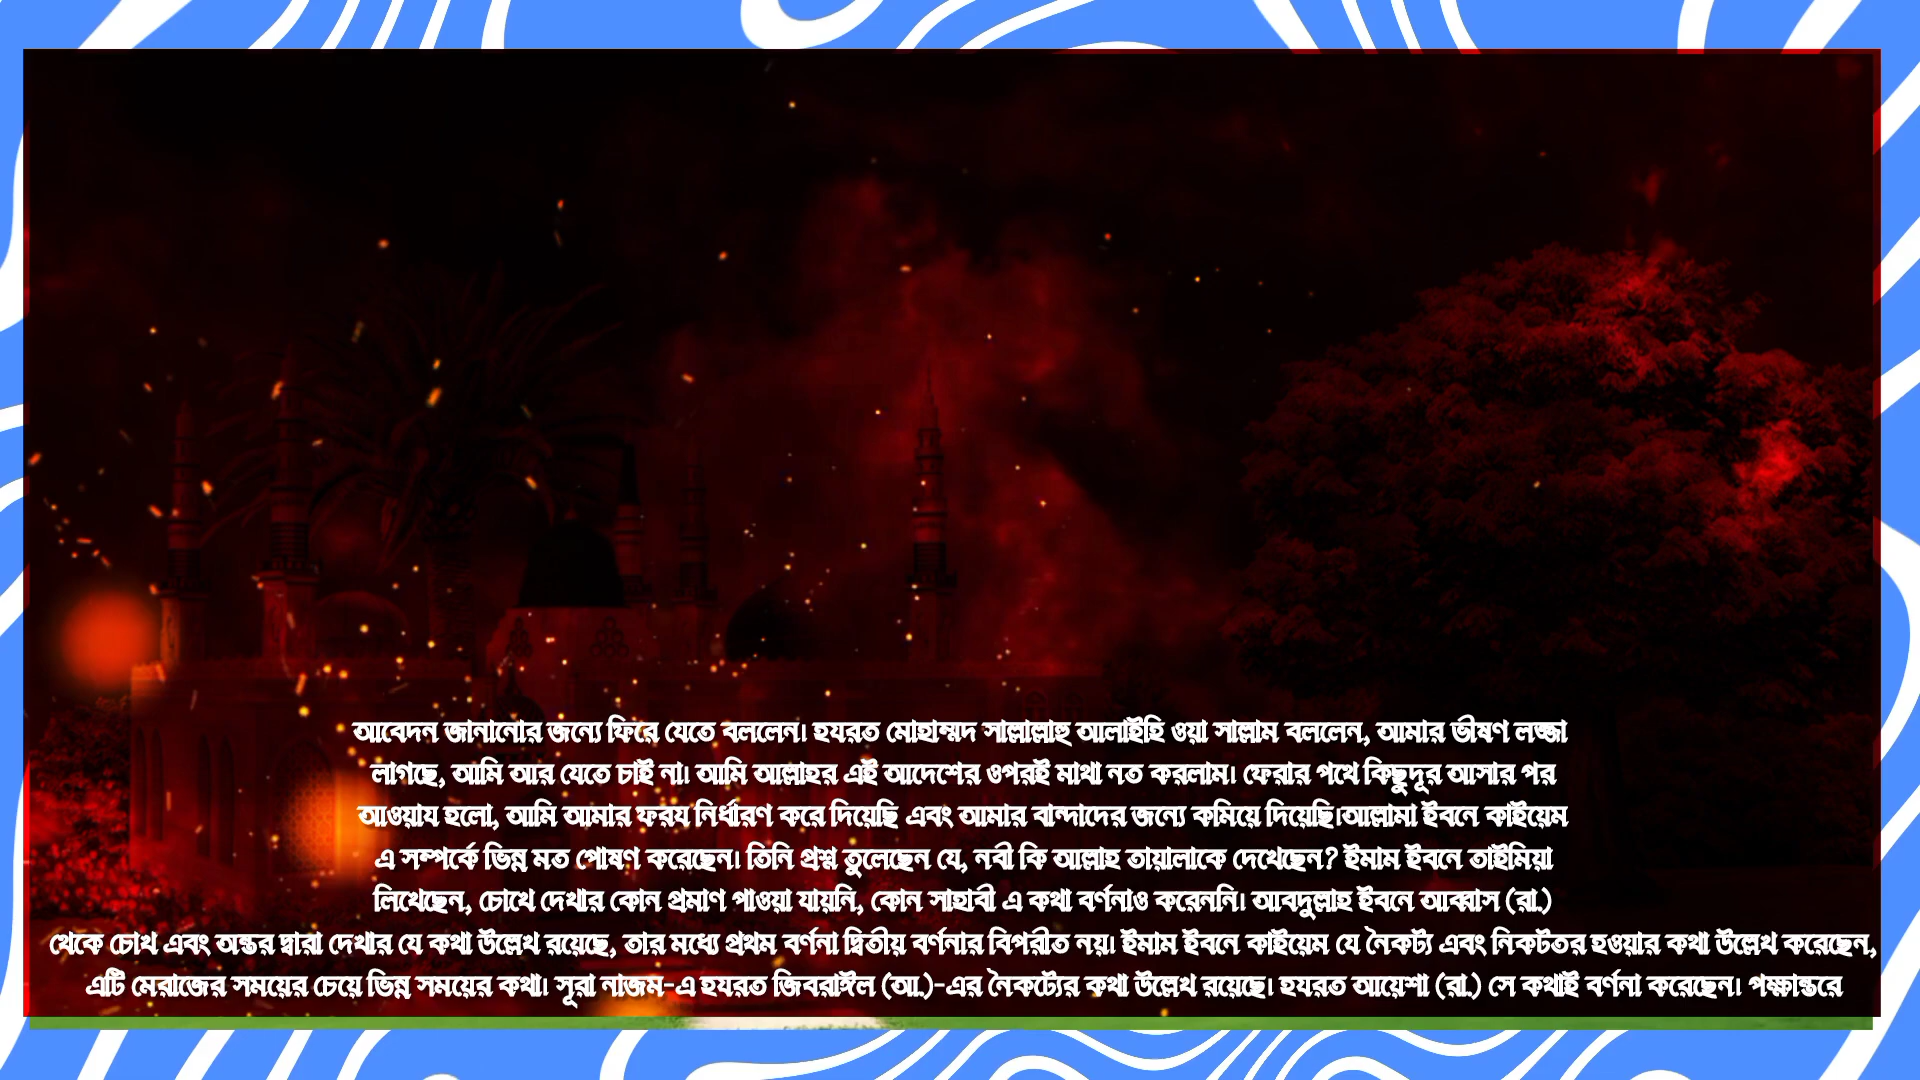 আবেদন জানানোর জন্যে ফিরে যেতে বললেন। হযরত মোহাম্মদ সাল্লাল্লাহু আলাইহি ওয়া সাল্লাম বললেন, আমার ভীষণ লজ্জা
লাগছে, আমি আর যেতে চাই না। আমি আল্লাহর এই আদেশের ওপরই মাথা নত করলাম। ফেরার পথে কিছুদূর আসার পর
আওয়ায হলো, আমি আমার ফরয নির্ধারণ করে দিয়েছি এবং আমার বান্দাদের জন্যে কমিয়ে দিয়েছি।আল্লামা ইবনে কাইয়েম
এ সম্পর্কে ভিন্ন মত পোষণ করেছেন। তিনি প্রশ্ন তুলেছেন যে, নবী কি আল্লাহ তায়ালাকে দেখেছেন? ইমাম ইবনে তাইমিয়া
লিখেছেন, চোখে দেখার কোন প্রমাণ পাওয়া যায়নি, কোন সাহাবী এ কথা বর্ণনাও করেননি। আবদুল্লাহ ইবনে আব্বাস (রা.)
থেকে চোখ এবং অন্তর দ্বারা দেখার যে কথা উল্লেখ রয়েছে, তার মধ্যে প্রথম বর্ণনা দ্বিতীয় বর্ণনার বিপরীত নয়। ইমাম ইবনে কাইয়েম যে নৈকট্য এবং নিকটতর হওয়ার কথা উল্লেখ করেছেন,
এটি মেরাজের সময়ের চেয়ে ভিন্ন সময়ের কথা। সূরা নাজম-এ হযরত জিবরাঈল (আ.)-এর নৈকট্যের কথা উল্লেখ রয়েছে। হযরত আয়েশা (রা.) সে কথাই বর্ণনা করেছেন। পক্ষান্তরে